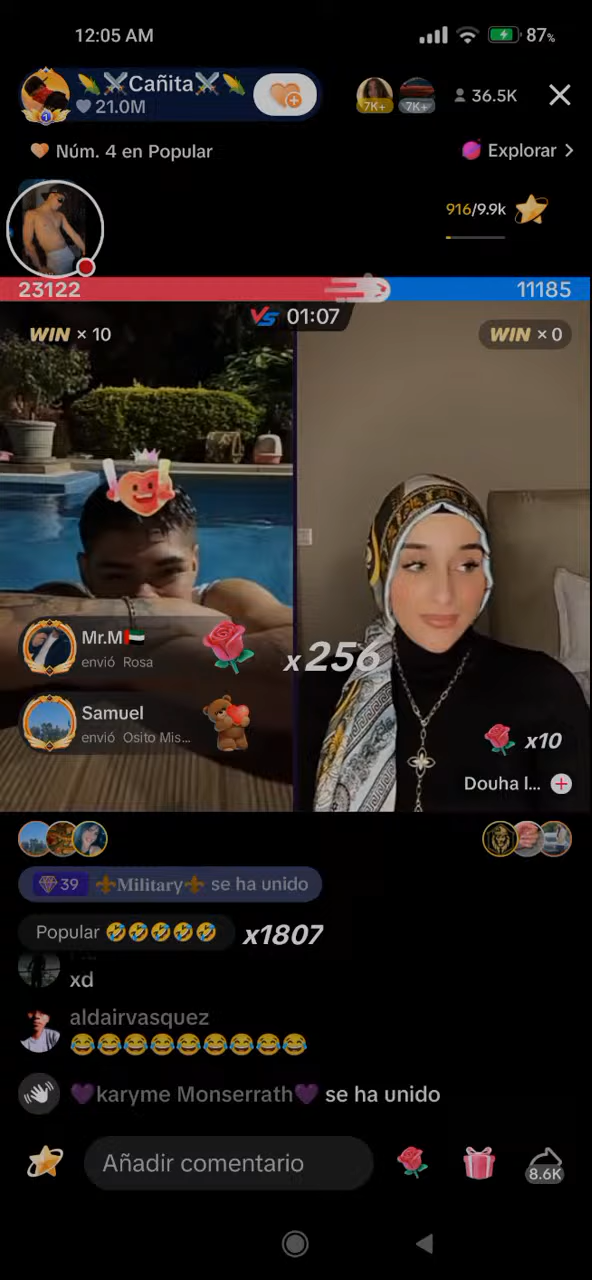 12:05 AM
87%
🌽⚔️Cañita⚔️🌽
21.0M
7K+
7K+
36.5K
Núm. 4 en Popular
Explorar
916/9.9k
23122
11185
VS 01:07
WIN × 10
WIN × 0
Mr.M🇦🇪
envió Rosa
x256
Samuel
envió Osito Mis...
x10
Douha l...
39 ⚜️Military⚜️ se ha unido
Popular 🤣🤣🤣🤣🤣 x1807
xd
aldairvasquez
😂😂😂😂😂😂😂😂😂
💜karyme Monserrath💜 se ha unido
Añadir comentario
8.6K